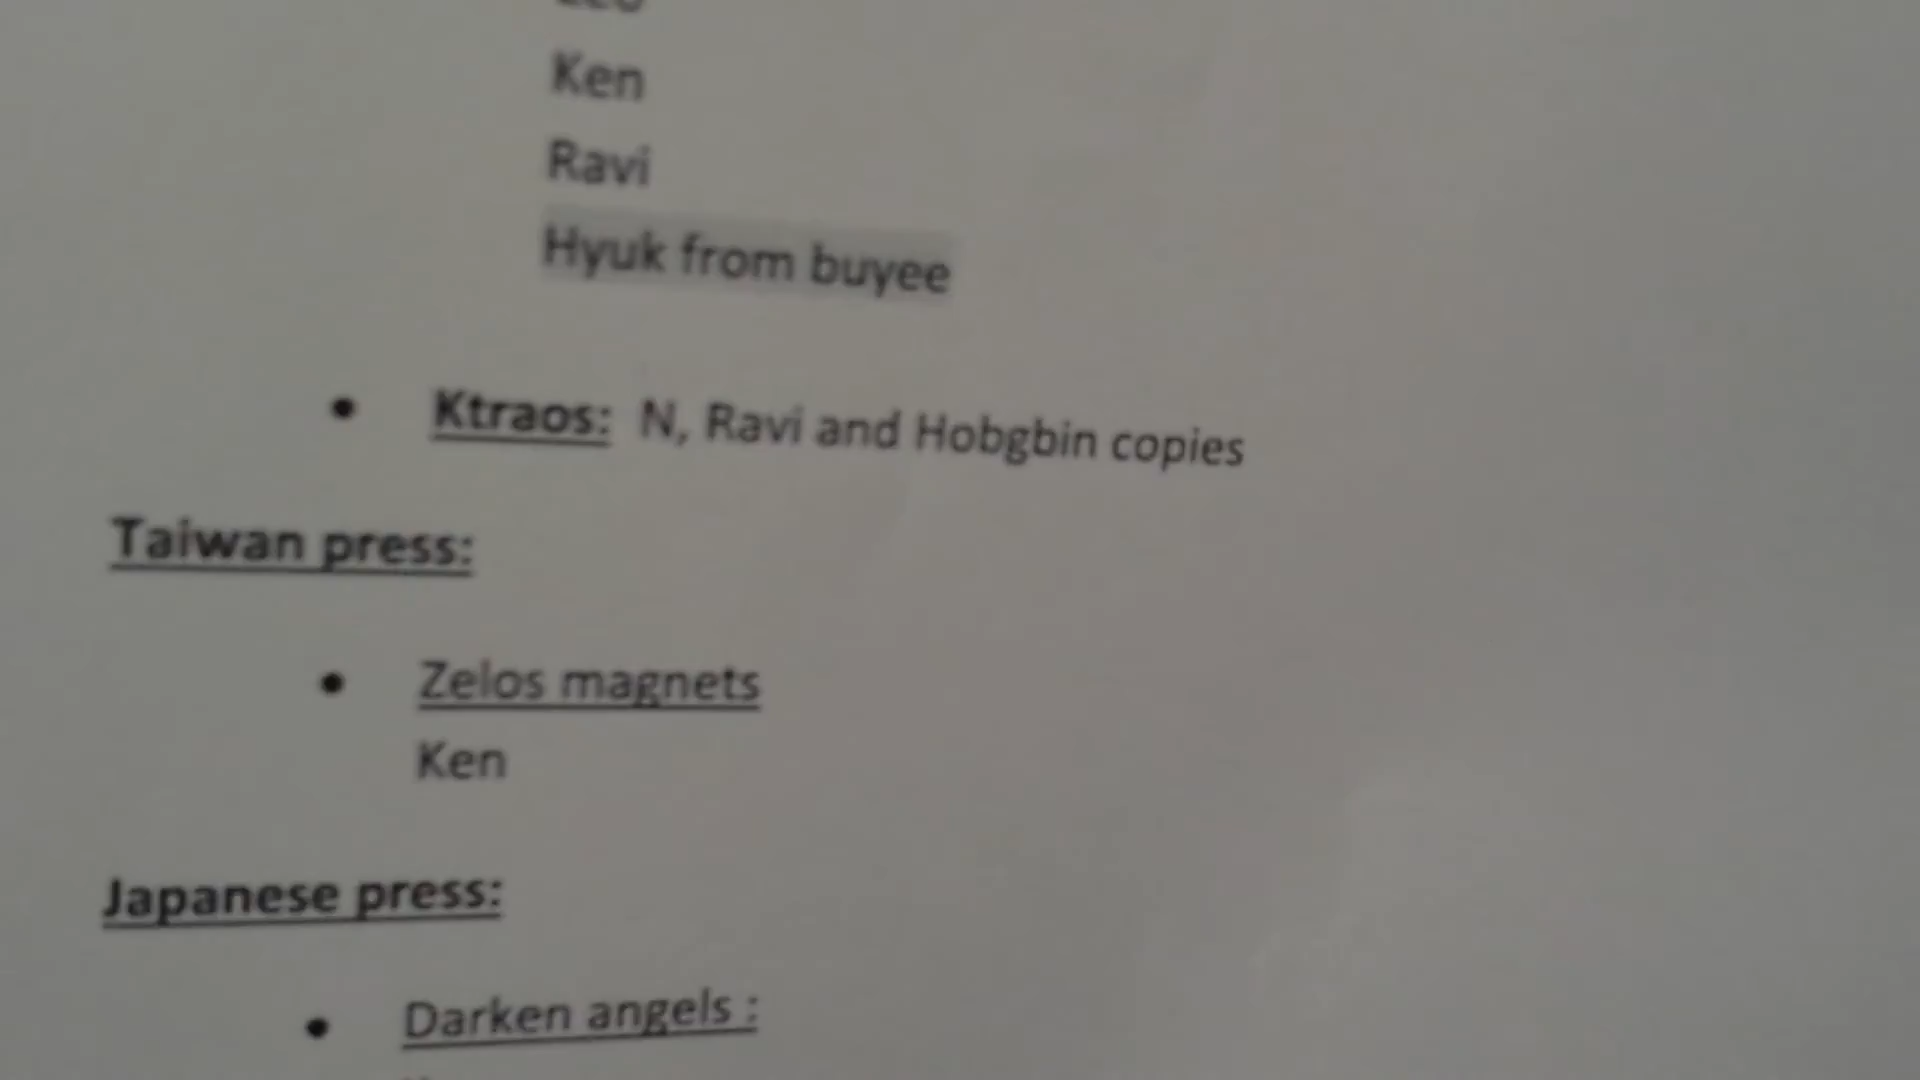 Ken
Ravi
Hyuk from buyee
• Ktraos: N, Ravi and Hobgbin copies
Taiwan press:
• Zelos magnets
Ken
Japanese press:
• Darken angels :